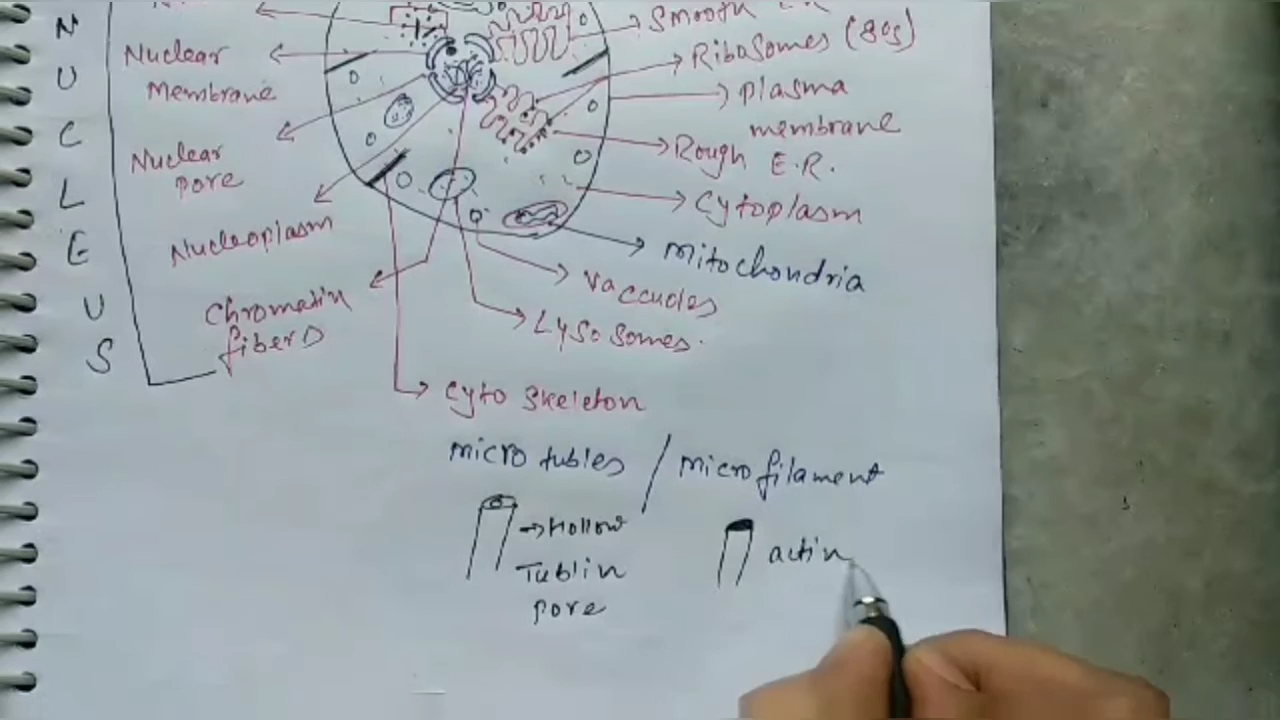 N
U
C
L
E
U
S
Nuclear
Membrane
Nuclear
pore
Nucleoplasm
Chromatin
fibers
Smooth
Ribosomes (80s)
plasma
membrane
Rough E.R.
Cytoplasm
Mitochondria
Vaccuoles
Lysosomes.
Cyto Skeleton
micro tubles / micro filament
→Hollow
Tublin
pore
actin